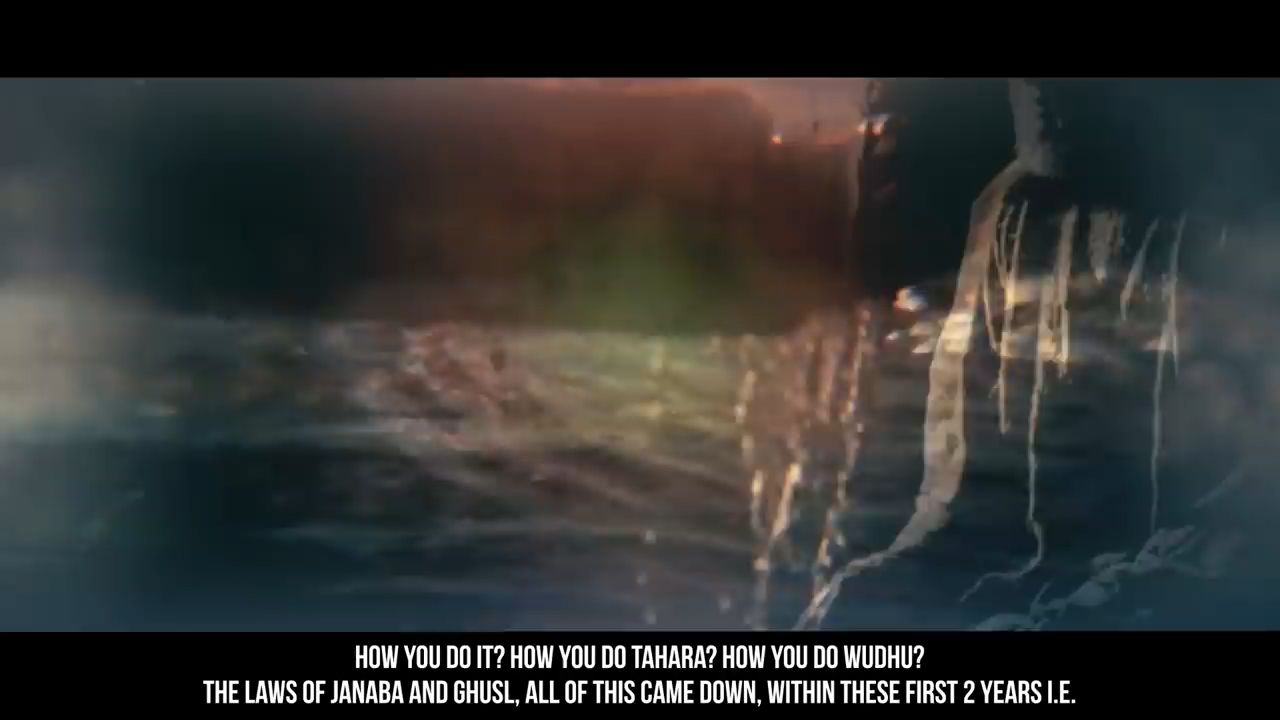 HOW YOU DO IT? HOW YOU DO TAHARA? HOW YOU DO WUDHU?
THE LAWS OF JANABA AND GHUSL, ALL OF THIS CAME DOWN, WITHIN THESE FIRST 2 YEARS I.E.